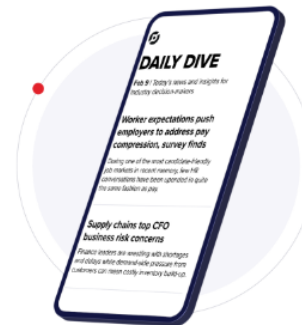 DAILY DIVE
Feb 9 | Today's news and insights for
industry decision-makers
Worker expectations push
employers to address pay
compression, survey finds
During one of the most candidate-friendly
job markets in recent memory, few HR
conversations have been upended in quite
the same fashion as pay.
Supply chains top CFO
business risk concerns
Finance leaders are wrestling with shortages
and delays while demand-side pressure from
customers can mean costly inventory build-up.